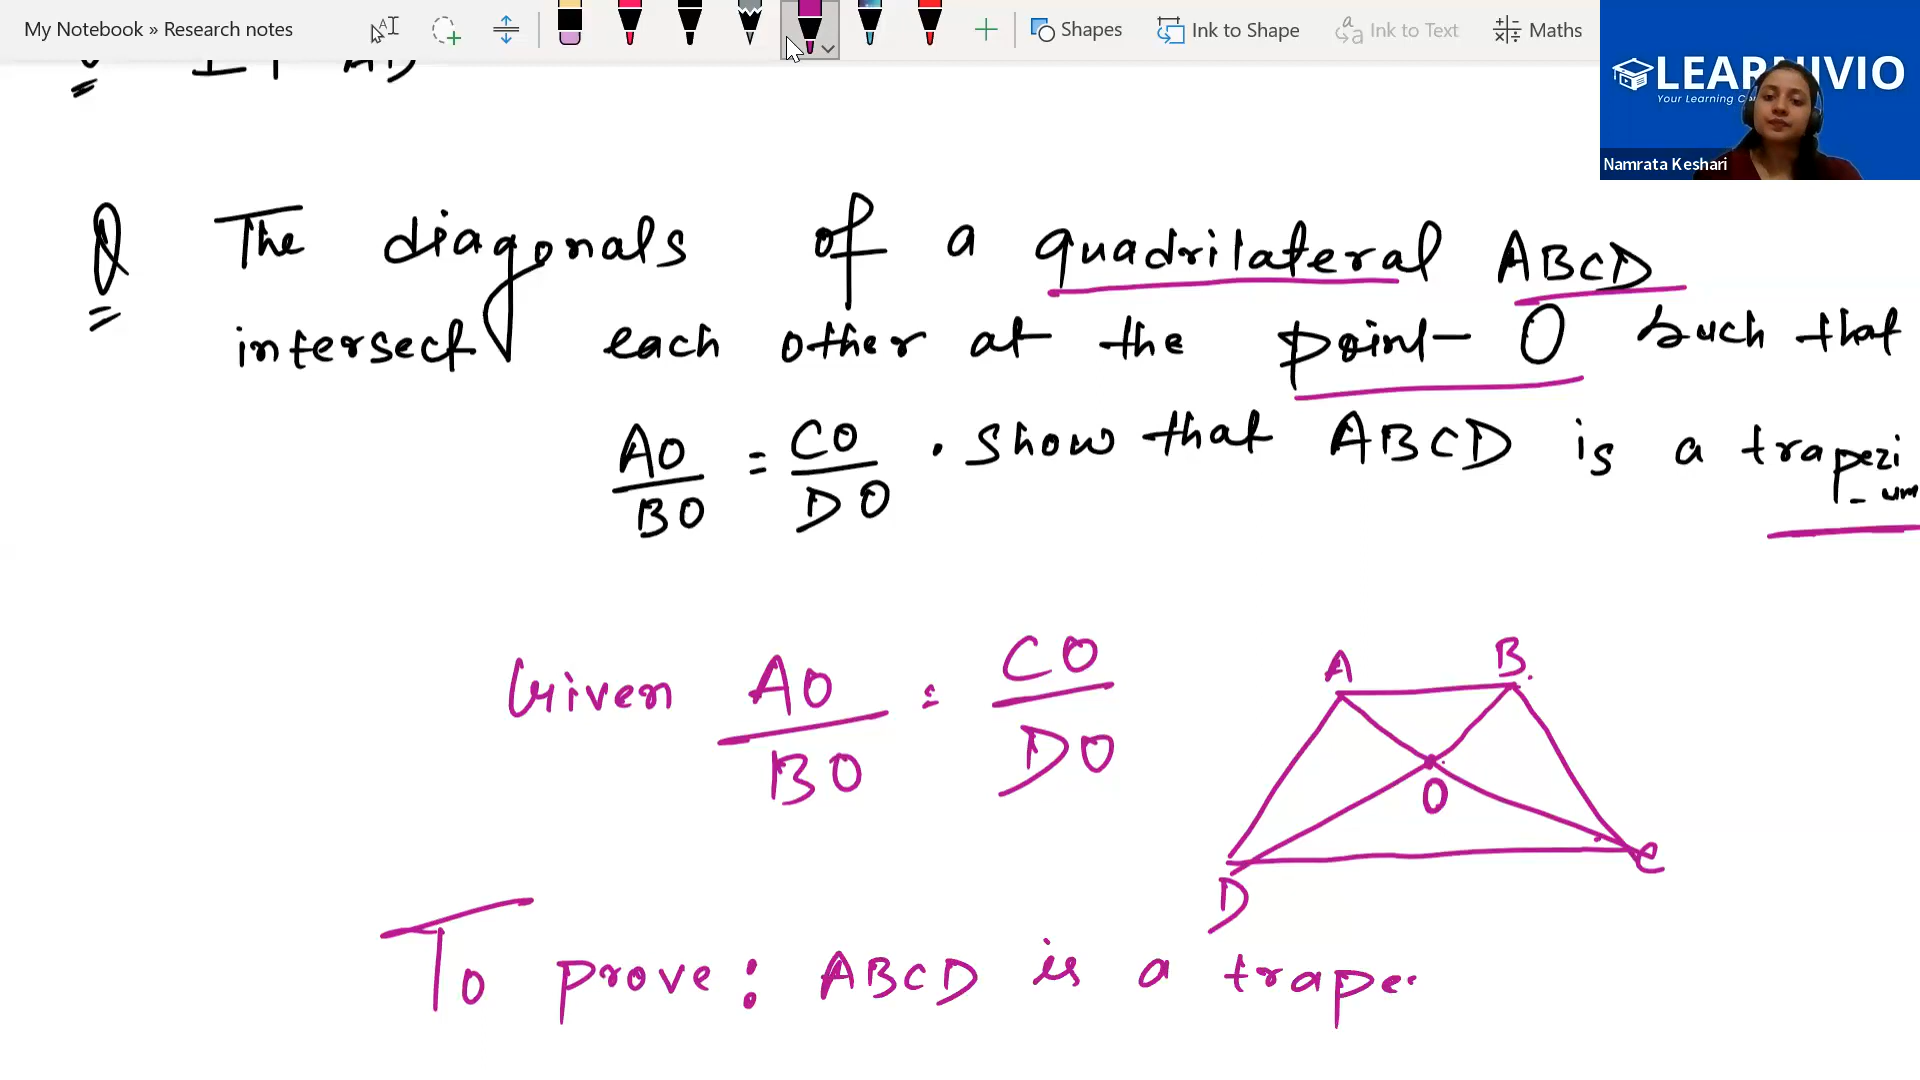 My Notebook » Research notes
Shapes
Ink to Shape
Ink to Text
Maths
LEARNIVIO
Namrata Keshari
Q The diagonals of a quadrilateral ABCD
intersect each other at the point O such that
AO/BO = CO/DO . Show that ABCD is a trapezi
-um
Given AO/BO = CO/DO
A B
O
D C
To prove: ABCD is a trape